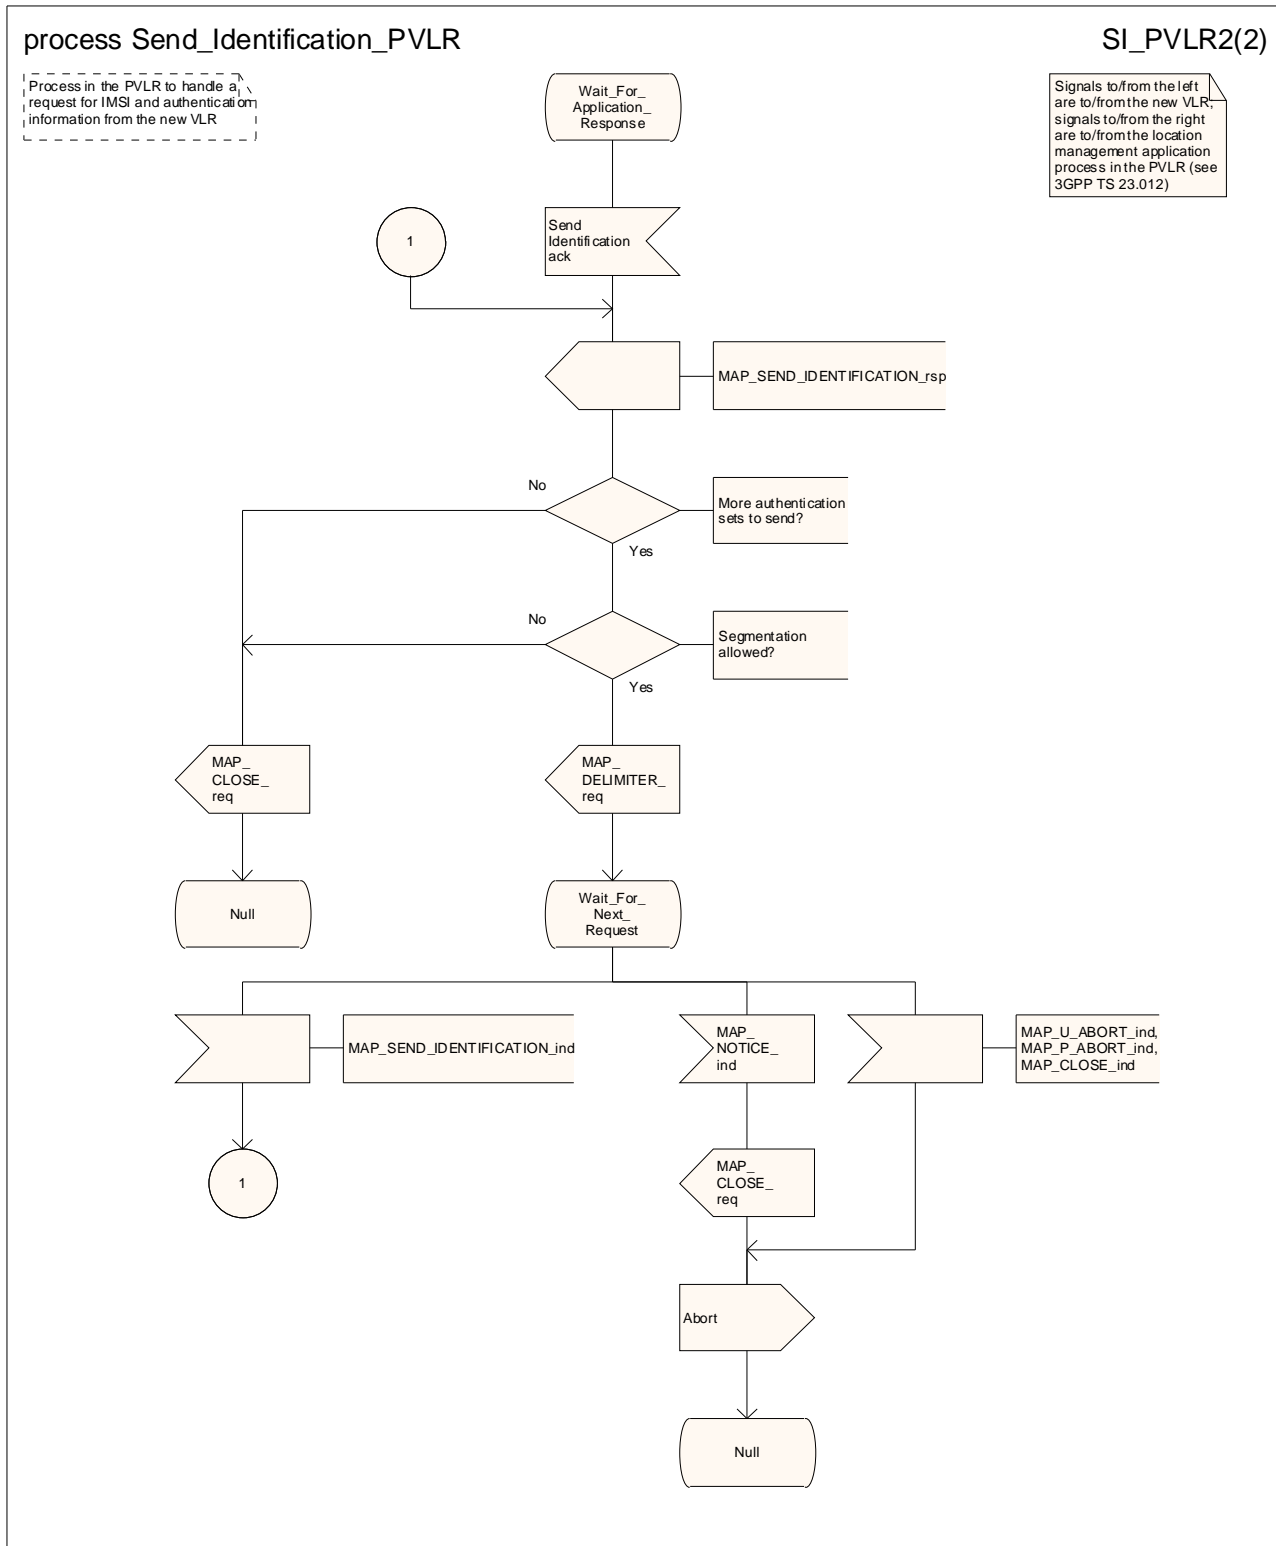 process Send_Identification_PVLR
SI_PVLR2(2)
Process in the PVLR to handle a
request for IMSI and authentication
information from the new VLR
Wait_For_
Application_
Response
Signals to/from the left
are to/from the new VLR;
signals to/from the right
are to/from the location
management application
process in the PVLR (see
3GPP TS 23.012)
1
Send
Identification
ack
MAP_SEND_IDENTIFICATION_rsp
No
More authentication
sets to send?
Yes
No
Segmentation
allowed?
Yes
MAP_
CLOSE_
req
MAP_
DELIMITER_
req
Null
Wait_For_
Next_
Request
MAP_SEND_IDENTIFICATION_ind
MAP_
NOTICE_
ind
MAP_U_ABORT_ind,
MAP_P_ABORT_ind,
MAP_CLOSE_ind
1
MAP_
CLOSE_
req
Abort
Null